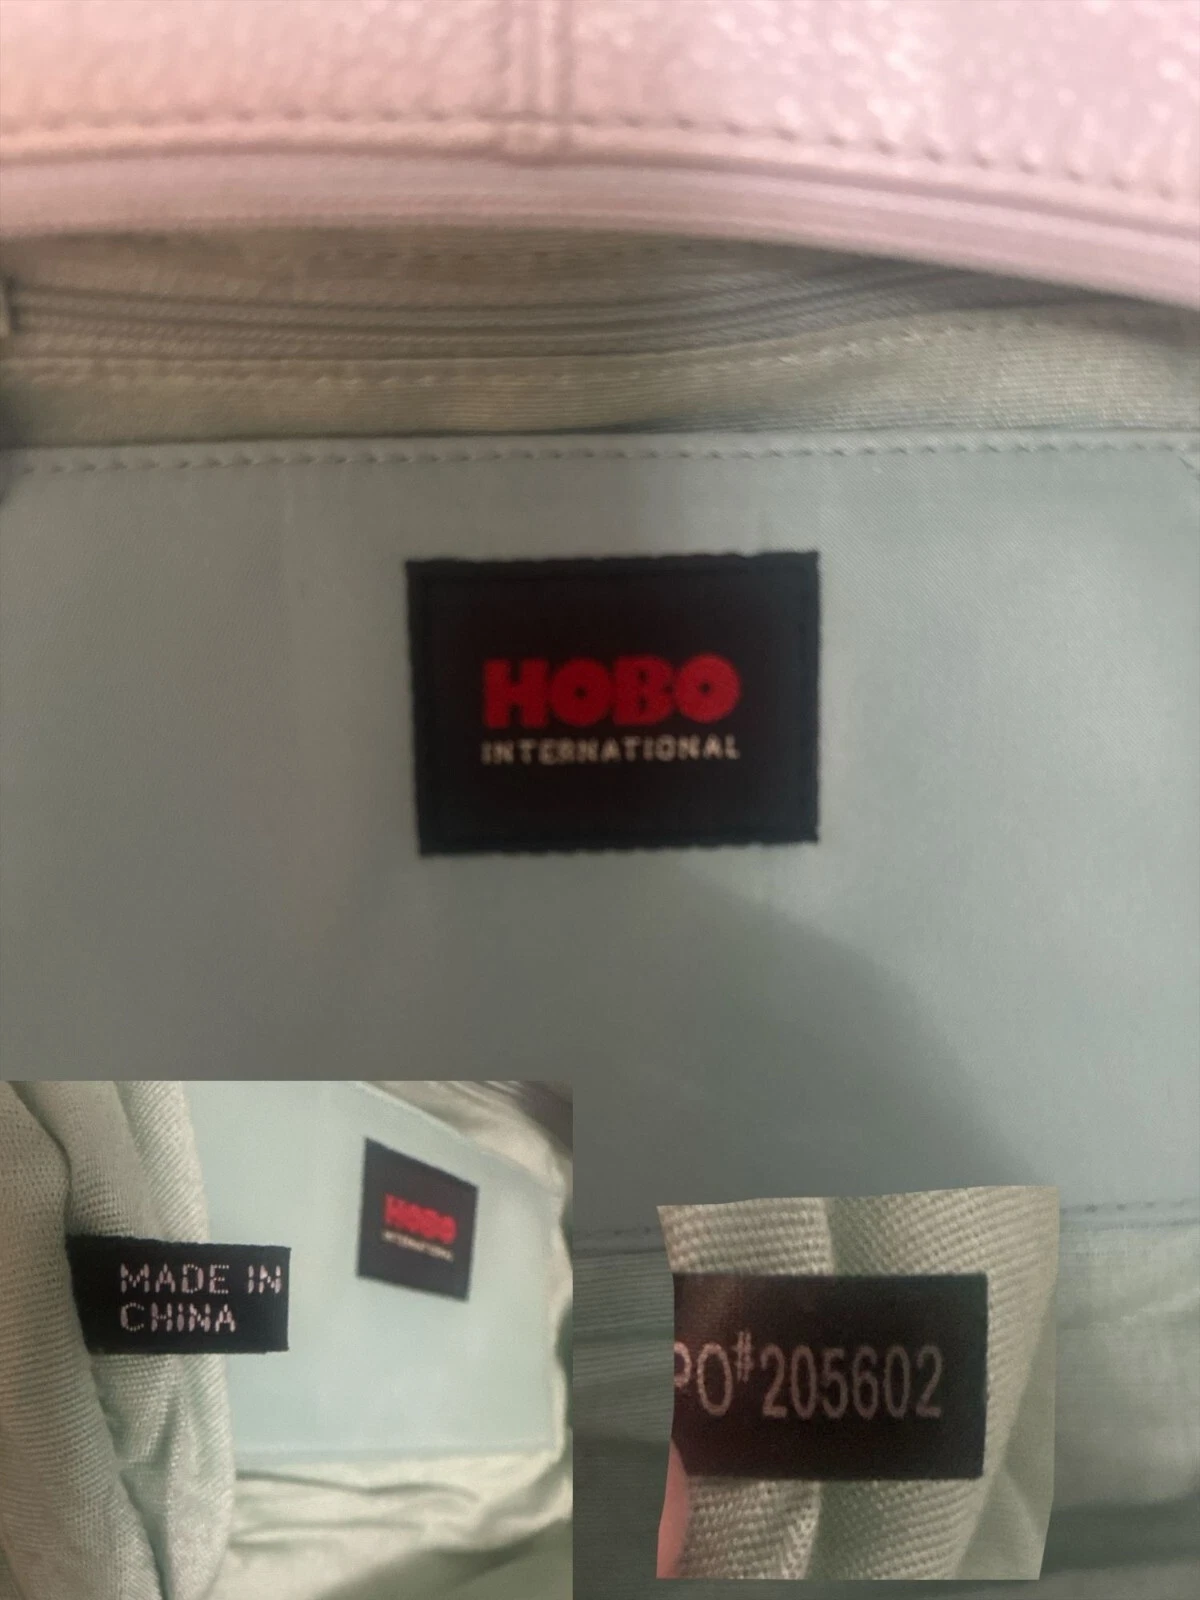 HOBO
INTERNATIONAL
MADE IN
CHINA
HOBO
INTERNATIONAL
PO#205602